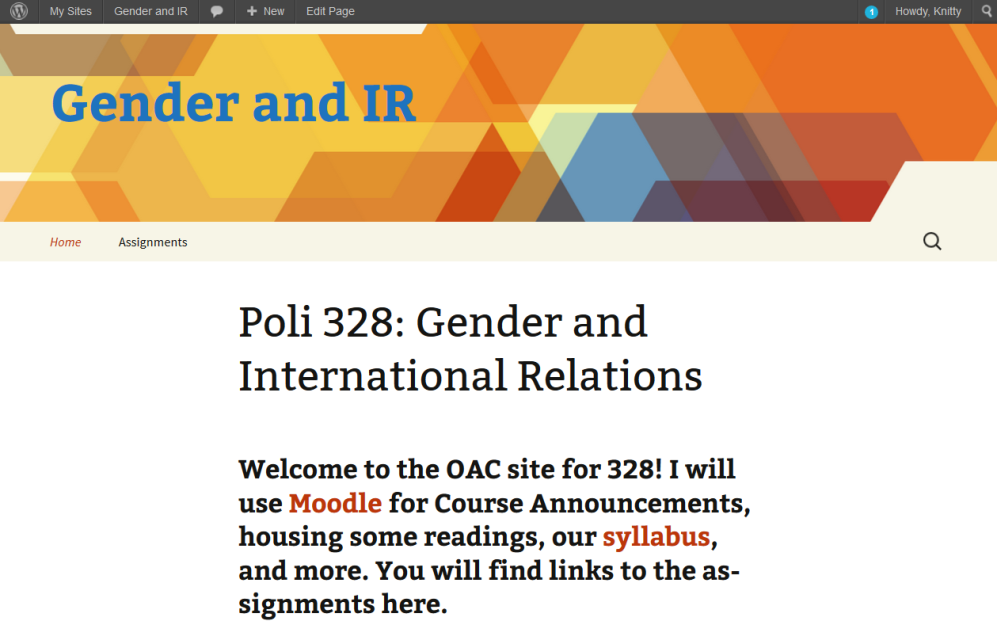 My Sites Gender and IR + New Edit Page 1 Howdy, Knitty
Gender and IR
Home Assignments
Poli 328: Gender and
International Relations
Welcome to the OAC site for 328! I will
use Moodle for Course Announcements,
housing some readings, our syllabus,
and more. You will find links to the as-
signments here.